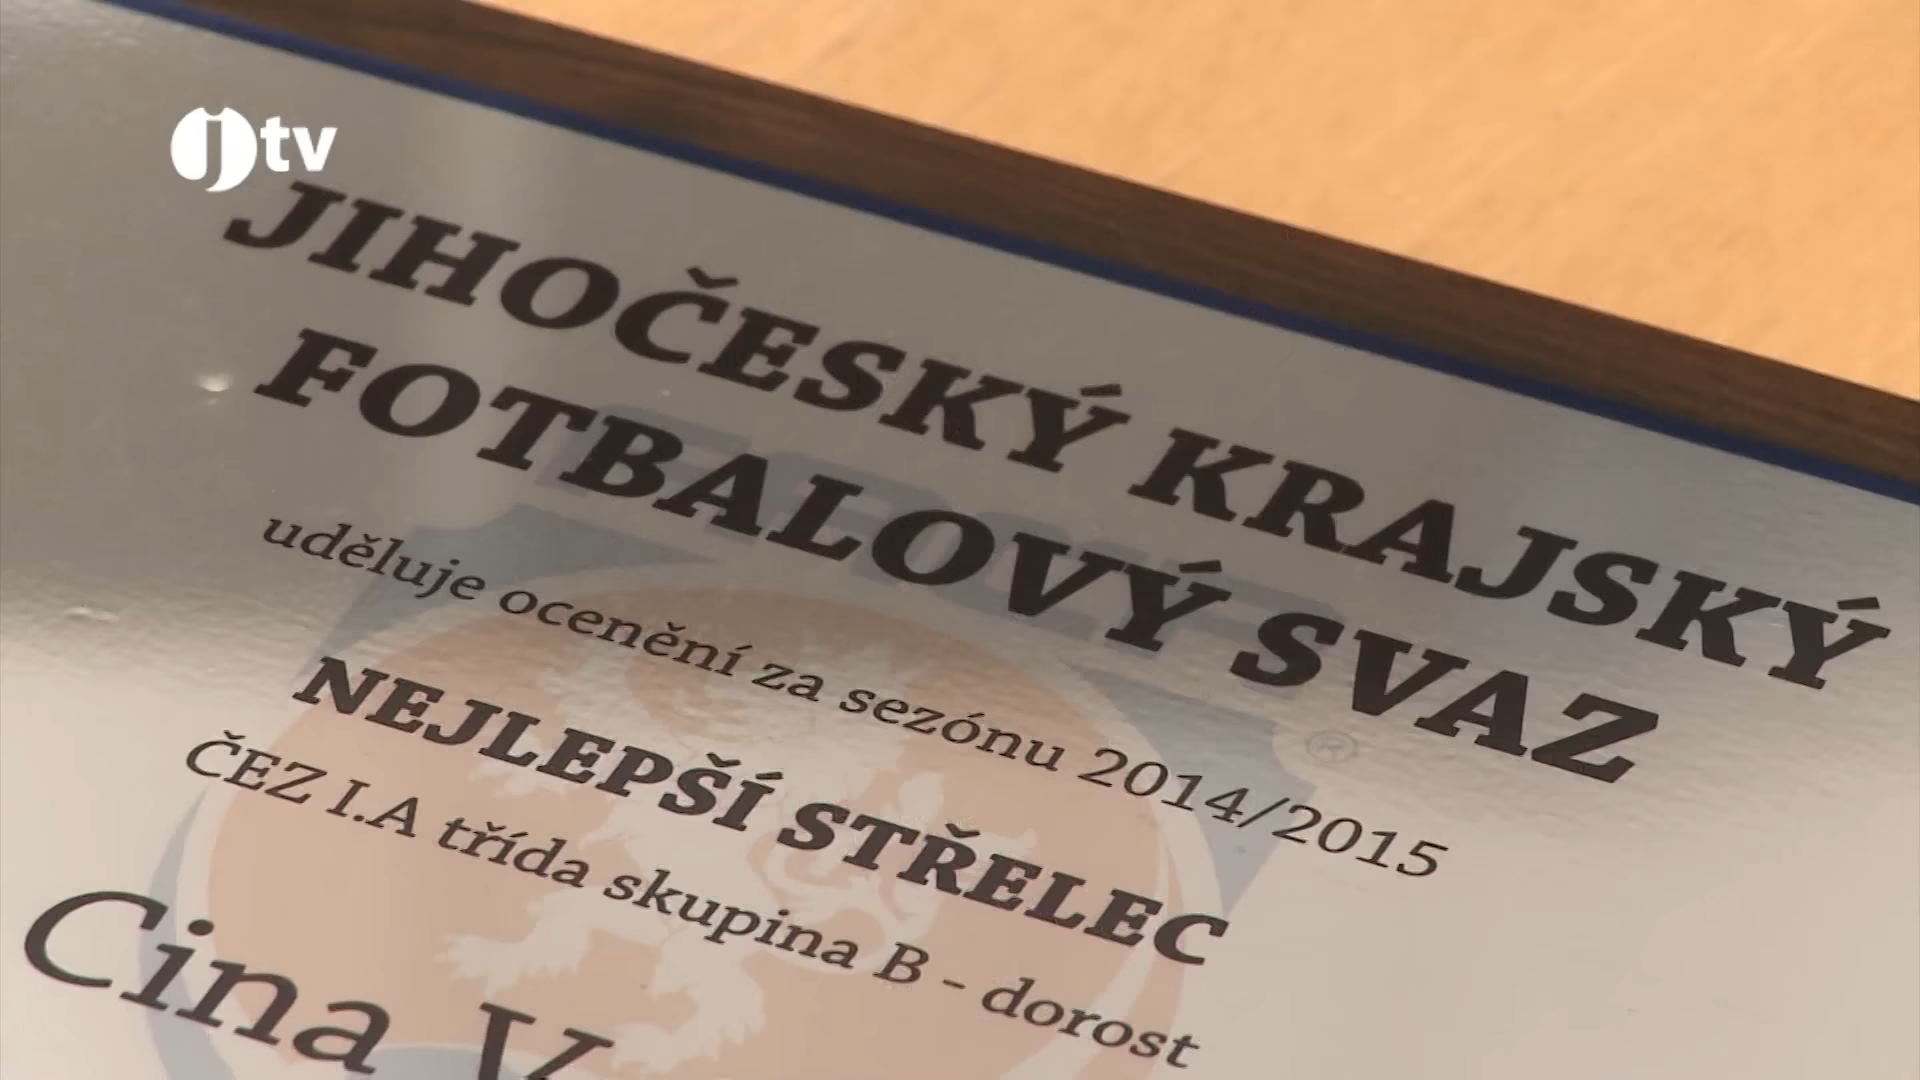 jtv
JIHOČESKÝ KRAJSKÝ
FOTBALOVÝ SVAZ
uděluje ocenění za sezónu 2014/2015
NEJLEPŠÍ STŘELEC
ČEZ I.A třída skupina B - dorost
Cina